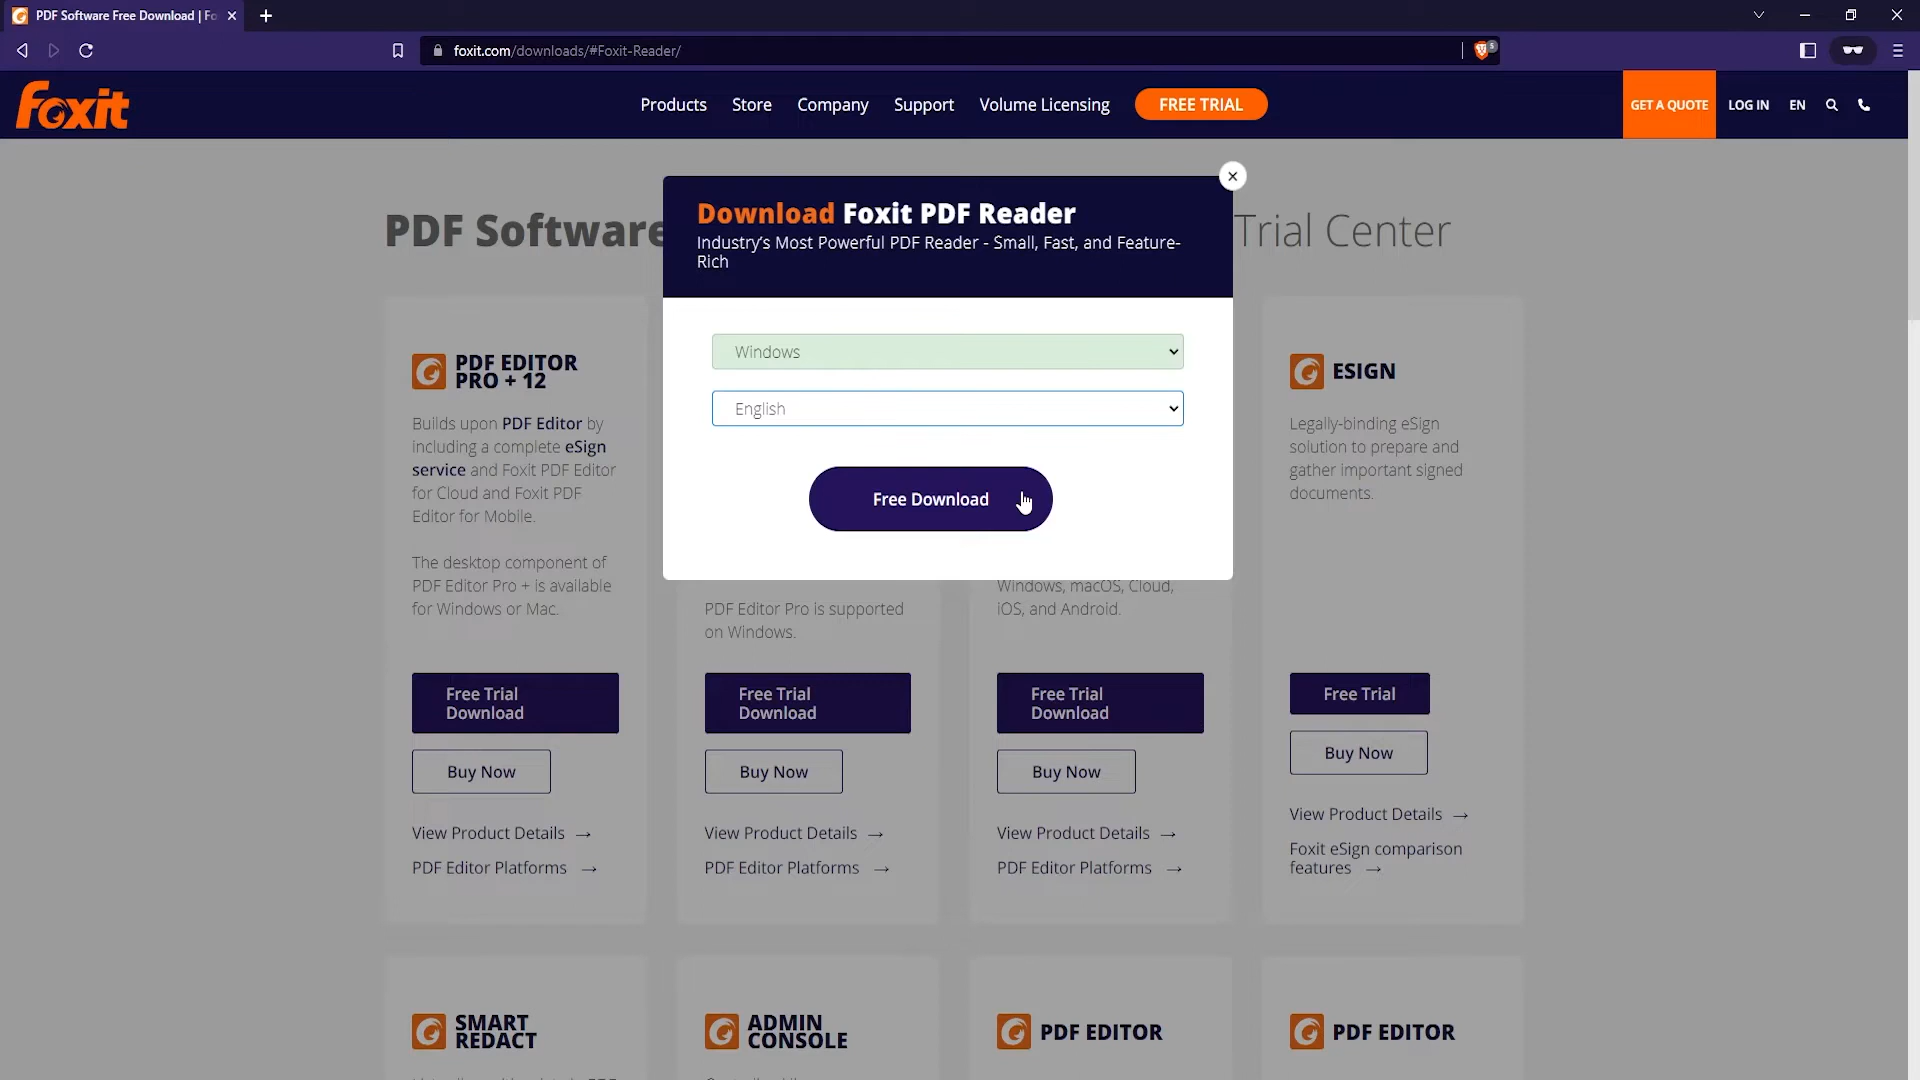 PDF Software Free Download | Fo
foxit.com/downloads/#Foxit-Reader/
5
foxit
Products
Store
Company
Support
Volume Licensing
FREE TRIAL
GET A QUOTE
LOG IN
EN
PDF Software
Trial Center
Download Foxit PDF Reader
Industry's Most Powerful PDF Reader - Small, Fast, and Feature-
Rich
Windows
English
Free Download
PDF EDITOR
PRO + 12
Builds upon PDF Editor by
including a complete eSign
service and Foxit PDF Editor
for Cloud and Foxit PDF
Editor for Mobile.
The desktop component of
PDF Editor Pro + is available
for Windows or Mac.
Free Trial
Download
Buy Now
View Product Details →
PDF Editor Platforms →
PDF Editor Pro is supported
on Windows.
Free Trial
Download
Buy Now
View Product Details →
PDF Editor Platforms →
Windows, macOS, Cloud,
iOS, and Android.
Free Trial
Download
Buy Now
View Product Details →
PDF Editor Platforms →
ESIGN
Legally-binding eSign
solution to prepare and
gather important signed
documents.
Free Trial
Buy Now
View Product Details →
Foxit eSign comparison
features →
SMART
REDACT
ADMIN
CONSOLE
PDF EDITOR
PDF EDITOR